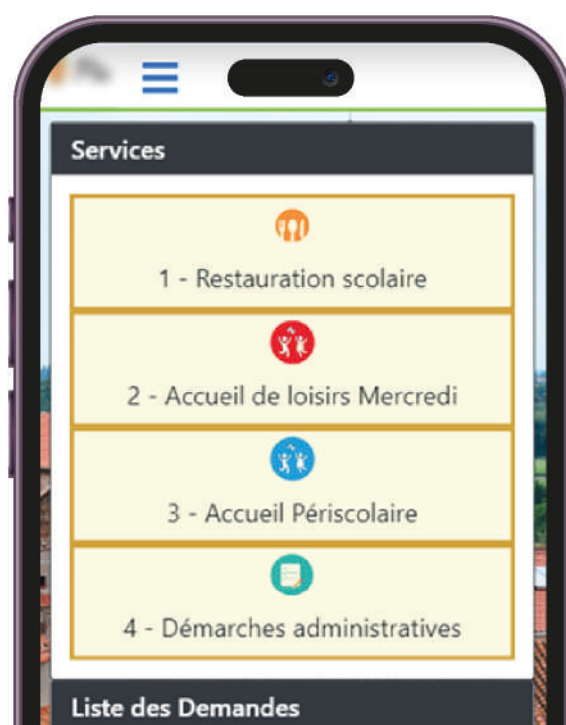 Services
1 - Restauration scolaire
2 - Accueil de loisirs Mercredi
3 - Accueil Périscolaire
4 - Démarches administratives
Liste des Demandes